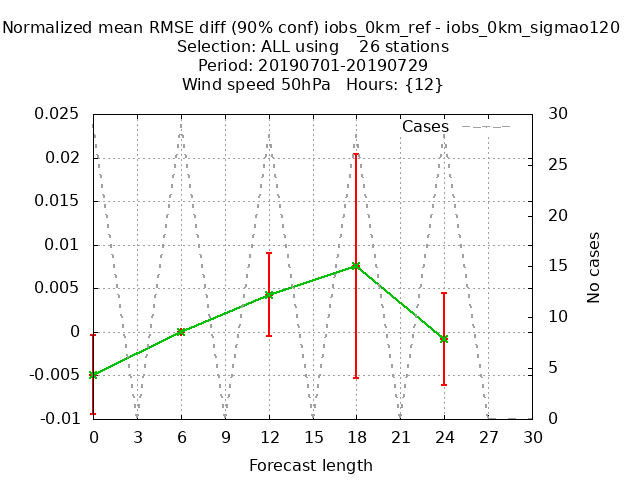 Normalized mean RMSE diff (90% conf) iobs_0km_ref - iobs_0km_sigmao120
Selection: ALL using    26 stations
Period: 20190701-20190729
Wind speed 50hPa   Hours: {12}
Cases
0.025
0.02
0.015
0.01
0.005
0
-0.005
-0.01
30
25
20
15
10
5
0
No cases
0 3 6 9 12 15 18 21 24 27 30
Forecast length